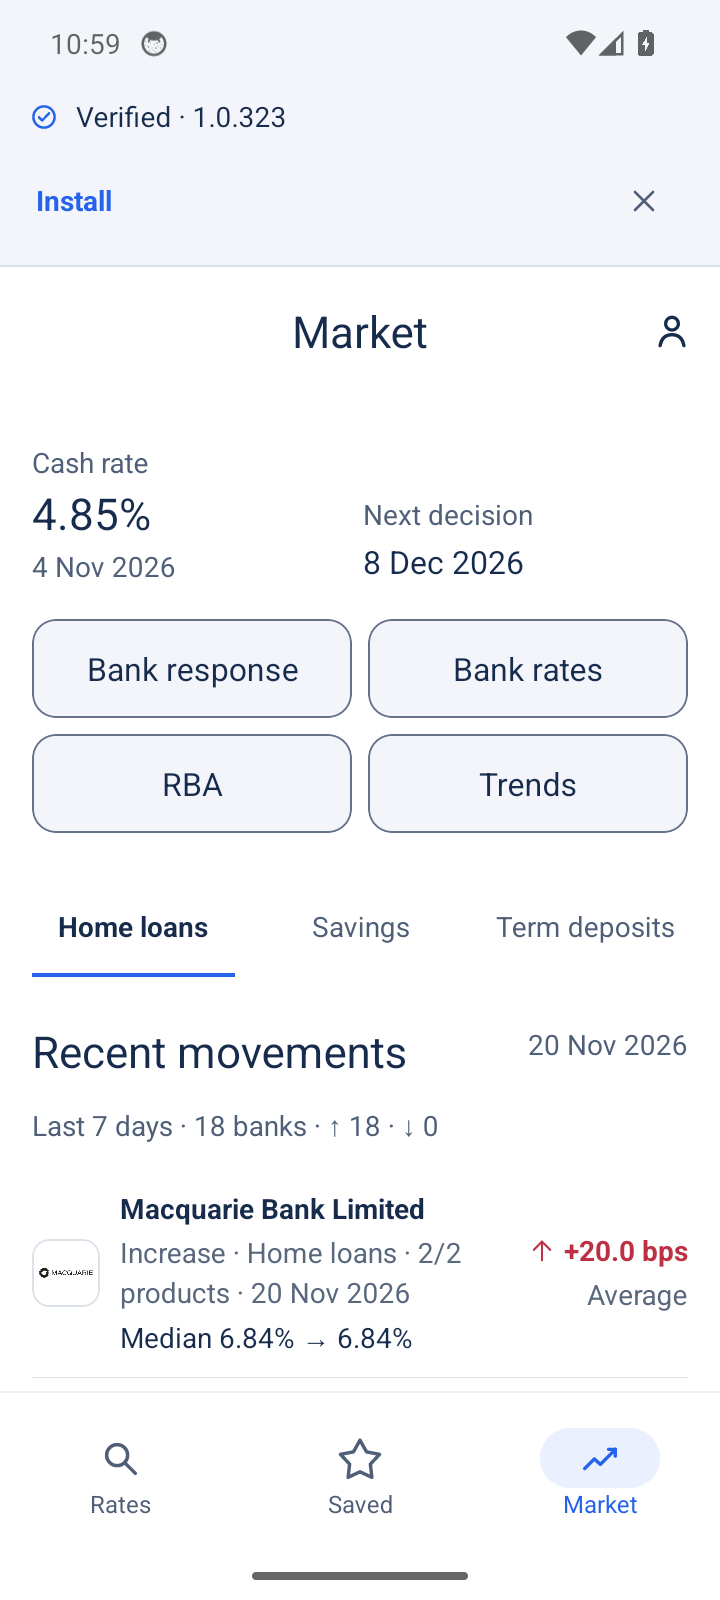 10:59
Verified · 1.0.323
Install
Market
Cash rate
4.85%
4 Nov 2026
Next decision
8 Dec 2026
Bank response
Bank rates
RBA
Trends
Home loans
Savings
Term deposits
Recent movements
20 Nov 2026
Last 7 days · 18 banks · ↑ 18 · ↓ 0
Macquarie Bank Limited
MACQUARIE
Increase · Home loans · 2/2
products · 20 Nov 2026
Median 6.84% → 6.84%
↑ +20.0 bps
Average
Rates
Saved
Market